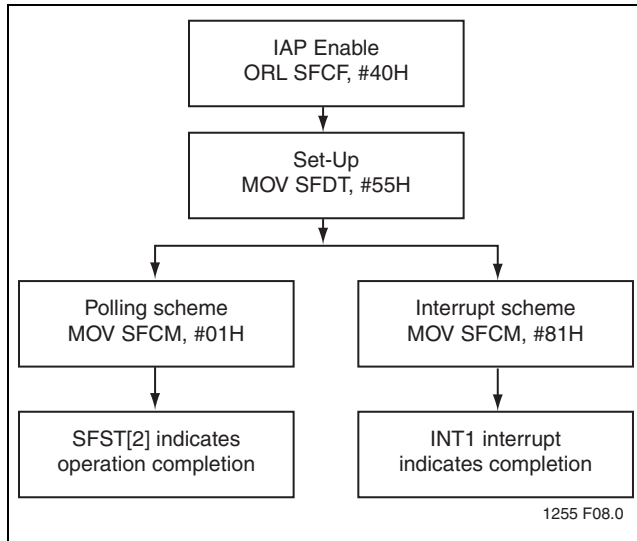 IAP Enable
ORL SFCF, #40H
Set-Up
MOV SFDT, #55H
Polling scheme
MOV SFCM, #01H
Interrupt scheme
MOV SFCM, #81H
SFST[2] indicates
operation completion
INT1 interrupt
indicates completion
1255 F08.0